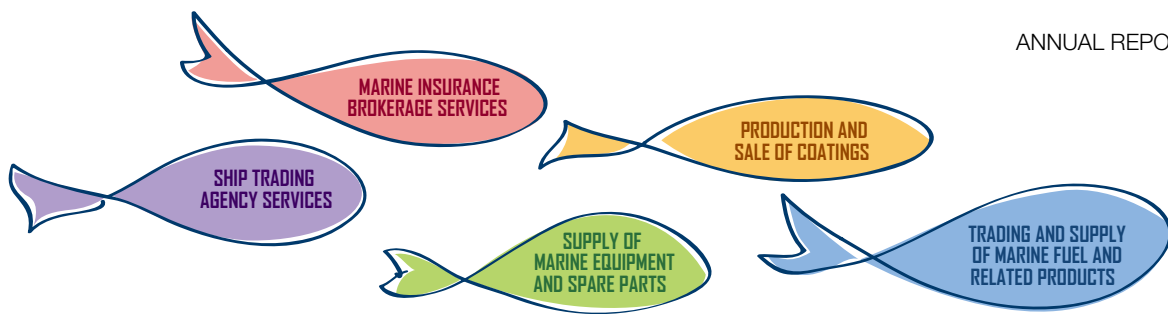 ANNUAL REPO
MARINE INSURANCE
BROKERAGE SERVICES
PRODUCTION AND
SALE OF COATINGS
SHIP TRADING
AGENCY SERVICES
SUPPLY OF
MARINE EQUIPMENT
AND SPARE PARTS
TRADING AND SUPPLY
OF MARINE FUEL AND
RELATED PRODUCTS